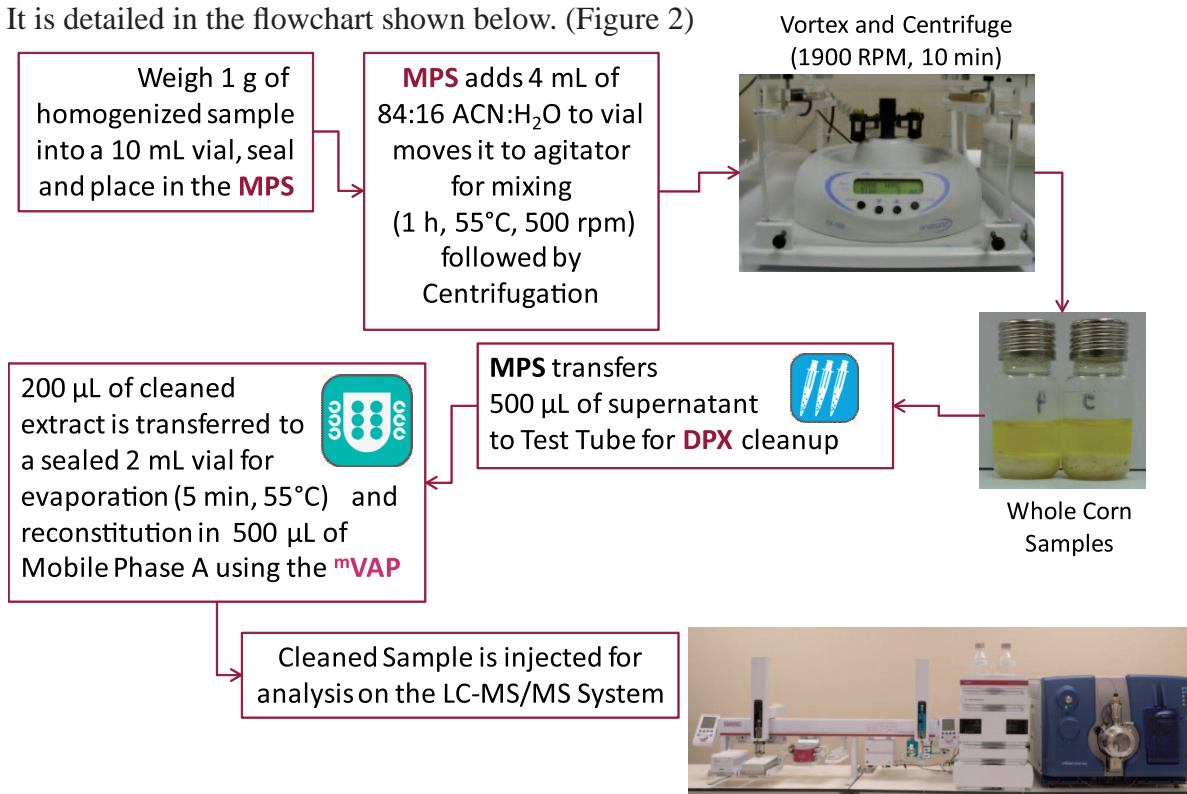 It is detailed in the flowchart shown below. (Figure 2)
Weigh 1 g of
homogenized sample
into a 10 mL vial, seal
and place in the MPS
MPS adds 4 mL of
84:16 ACN:H₂O to vial
moves it to agitator
for mixing
(1 h, 55°C, 500 rpm)
followed by
Centrifugation
Vortex and Centrifuge
(1900 RPM, 10 min)
P C
Whole Corn
Samples
MPS transfers
500 µL of supernatant
to Test Tube for DPX cleanup
200 µL of cleaned
extract is transferred to
a sealed 2 mL vial for
evaporation (5 min, 55°C) and
reconstitution in 500 µL of
Mobile Phase A using the ᵐVAP
Cleaned Sample is injected for
analysis on the LC-MS/MS System